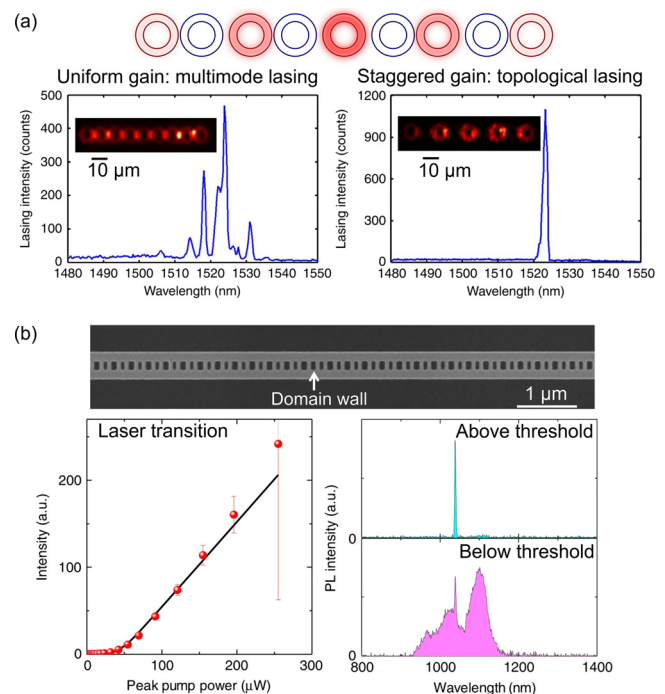 (a)
Uniform gain: multimode lasing
Staggered gain: topological lasing
Lasing intensity (counts)
500
400
300
200
100
0
10 μm
1480 1490 1500 1510 1520 1530 1540 1550
Wavelength (nm)
Lasing intensity (counts)
1200
900
600
300
0
10 μm
1480 1490 1500 1510 1520 1530 1540 1550
Wavelength (nm)
(b)
Domain wall
1 μm
Laser transition
Intensity (a.u.)
200
100
0
0 100 200 300
Peak pump power (μW)
Above threshold
Below threshold
PL intensity (a.u.)
0
0
800 1000 1200 1400
Wavelength (nm)